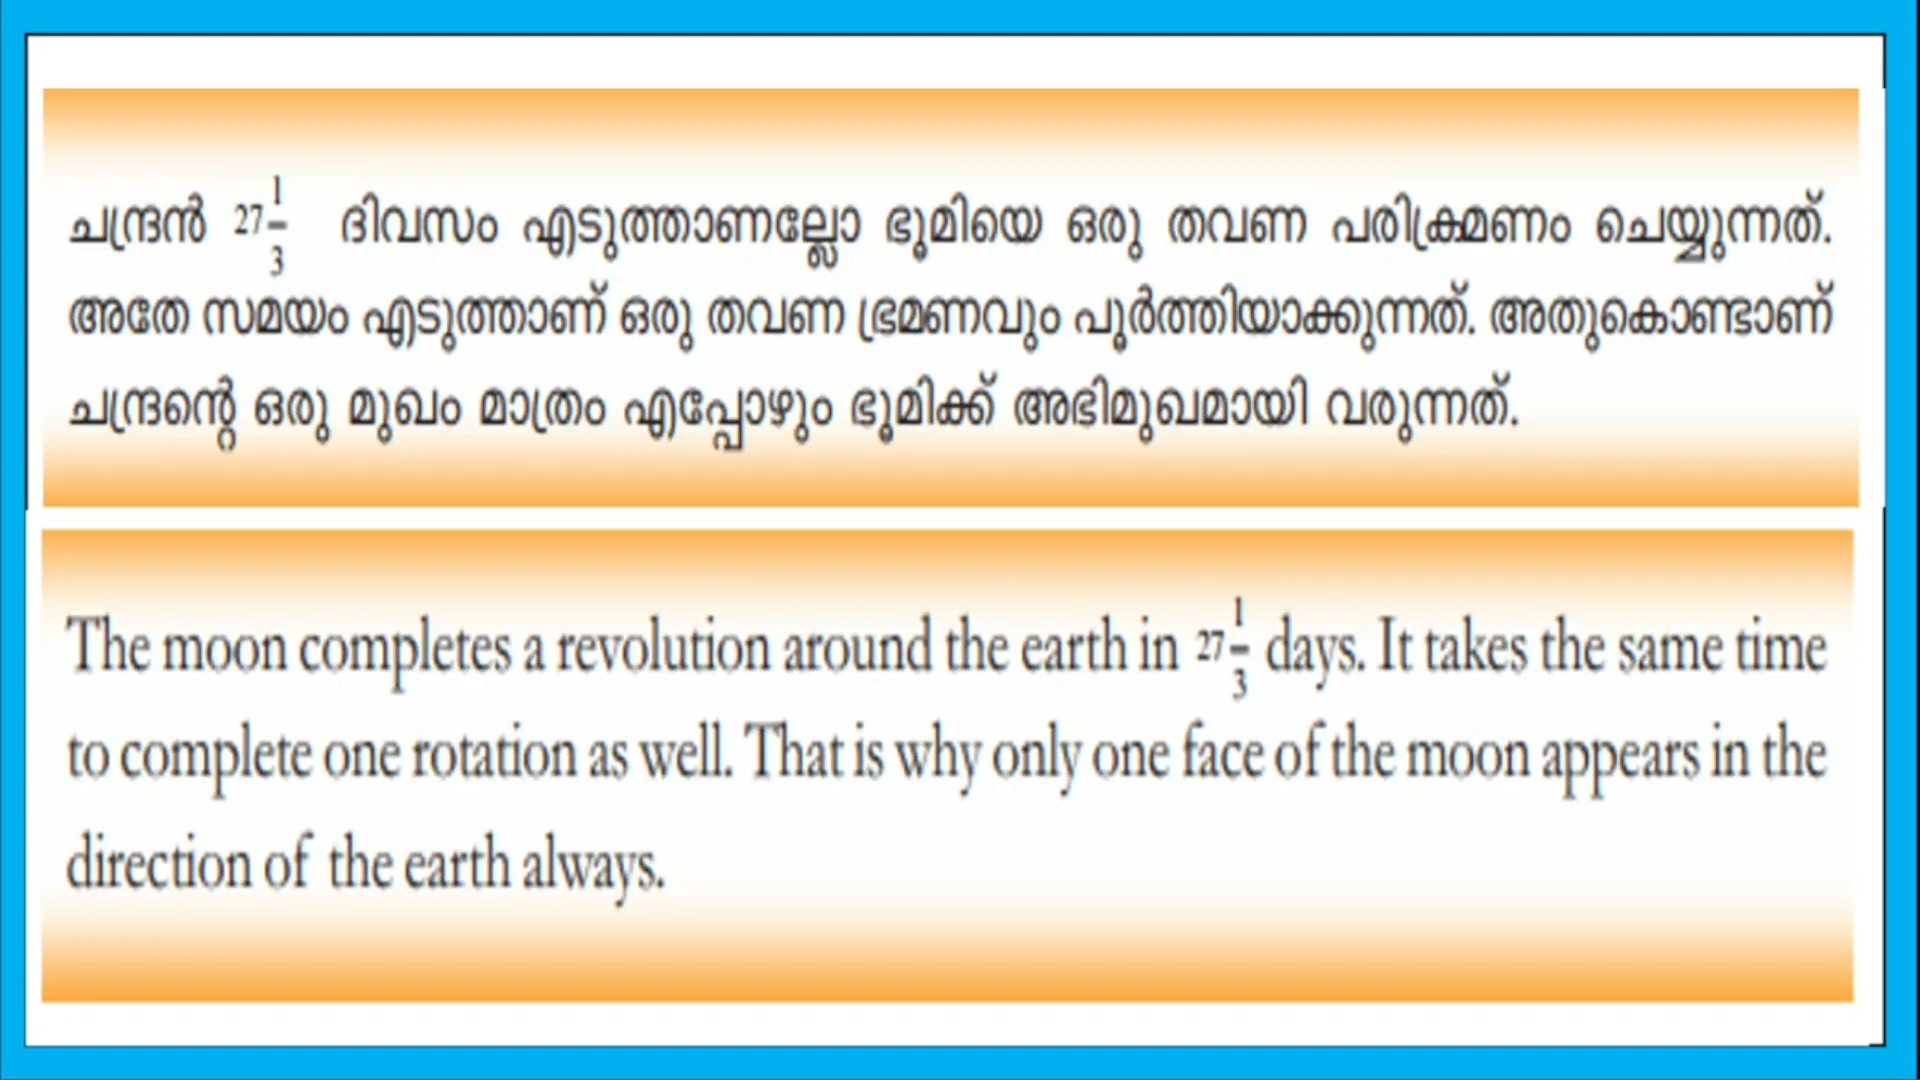 ചന്ദ്രൻ 27 1/3 ദിവസം എടുത്താണല്ലോ ഭൂമിയെ ഒരു തവണ പരിക്രമണം ചെയ്യുന്നത്.
അതേ സമയം എടുത്താണ് ഒരു തവണ ഭ്രമണവും പൂർത്തിയാക്കുന്നത്. അതുകൊണ്ടാണ്
ചന്ദ്രന്റെ ഒരു മുഖം മാത്രം എപ്പോഴും ഭൂമിക്ക് അഭിമുഖമായി വരുന്നത്.
The moon completes a revolution around the earth in 27 1/3 days. It takes the same time
to complete one rotation as well. That is why only one face of the moon appears in the
direction of the earth always.